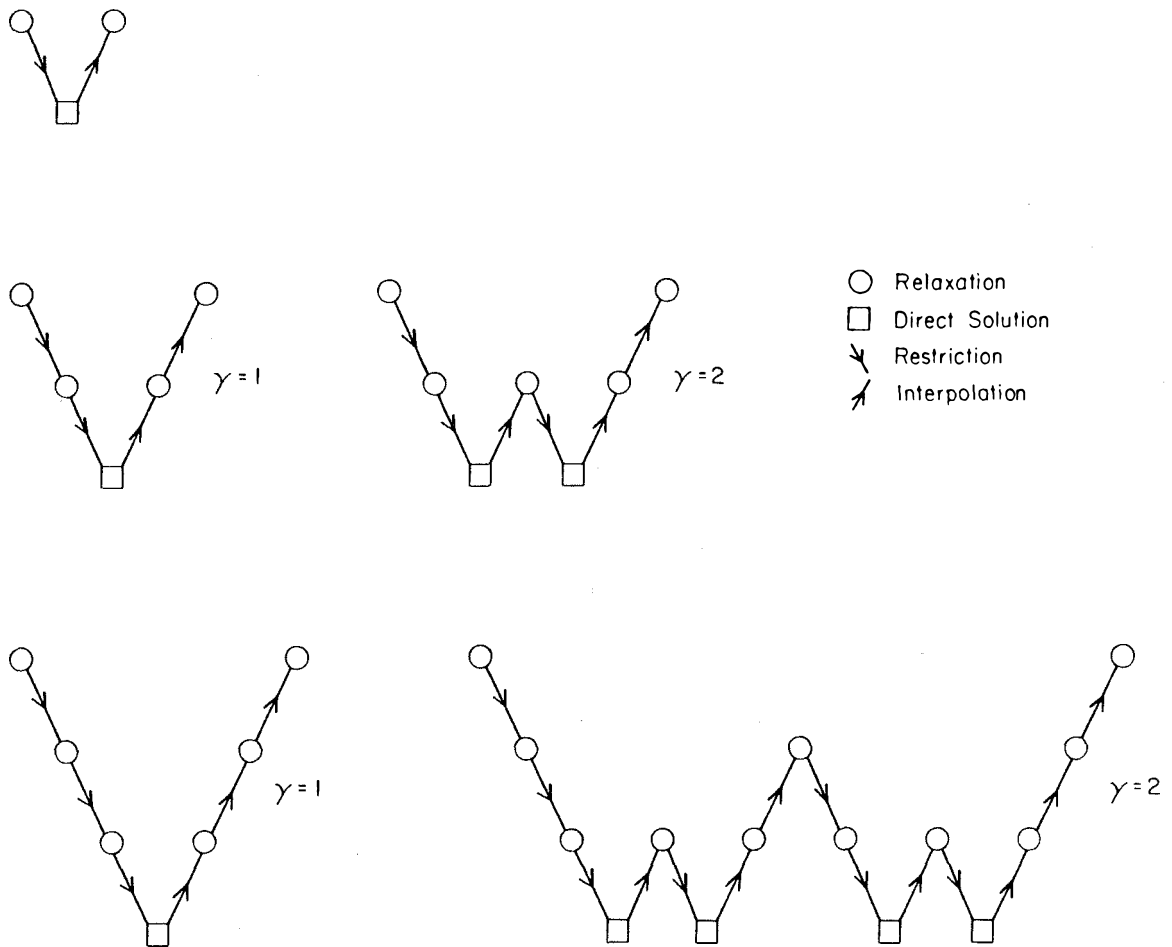 Relaxation
Direct Solution
Restriction
Interpolation
γ=1
γ=2
γ=1
γ=2